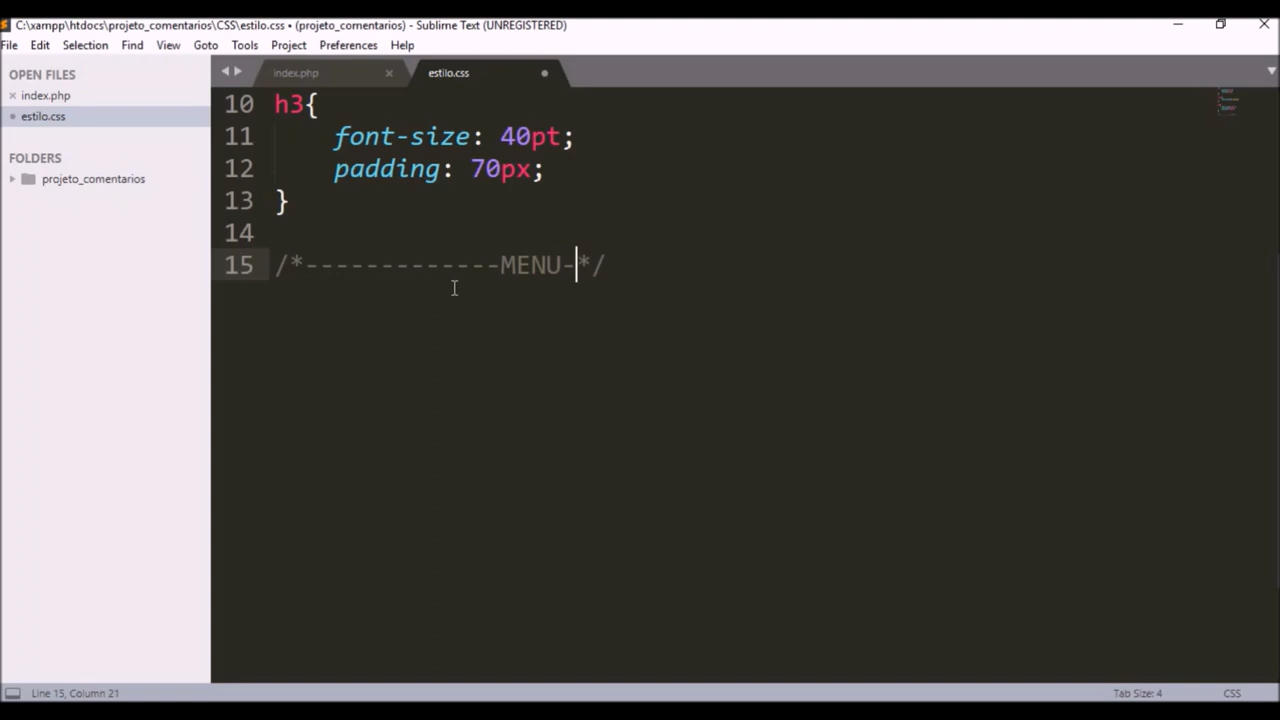 C:\xampp\htdocs\projeto_comentarios\CSS\estilo.css • (projeto_comentarios) - Sublime Text (UNREGISTERED)
File Edit Selection Find View Goto Tools Project Preferences Help
OPEN FILES
index.php
estilo.css
FOLDERS
projeto_comentarios
index.php
estilo.css
10 h3{
11 font-size: 40pt;
12 padding: 70px;
13 }
14
15 /*-------------MENU-*/
Line 15, Column 21
Tab Size: 4
CSS